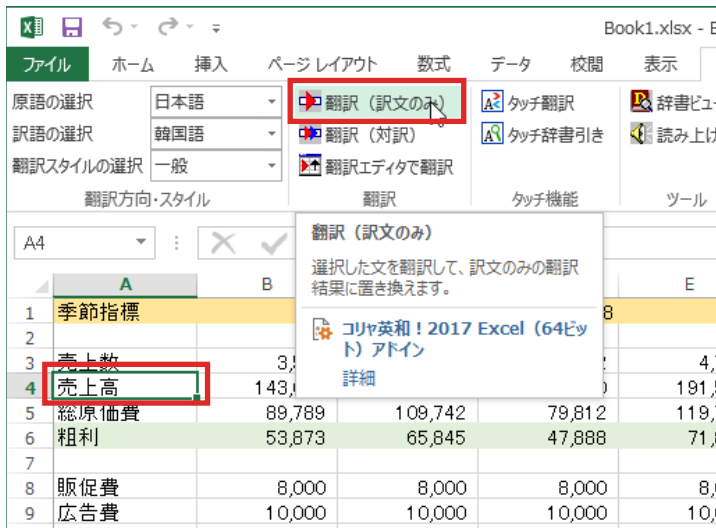 Book1.xlsx - E
ファイル ホーム 挿入 ページ レイアウト 数式 データ 校閲 表示
原語の選択 日本語 翻訳（訳文のみ） タッチ翻訳 辞書ビュー
訳語の選択 韓国語 翻訳（対訳） タッチ辞書引き 読み上げ
翻訳スタイルの選択 一般 翻訳エディタで翻訳
翻訳方向・スタイル 翻訳 タッチ機能 ツール
A4
翻訳（訳文のみ）
選択した文を翻訳して、訳文のみの翻訳
結果に置き換えます。
コリャ英和！2017 Excel（64ビッ
ト）アドイン
詳細
A B E
1 季節指標 8
2
3 売上数 3, 4,
4 売上高 143, 191,
5 総原価費 89,789 109,742 79,812 119,
6 粗利 53,873 65,845 47,888 71,
7
8 販促費 8,000 8,000 8,000 8,
9 広告費 10,000 10,000 10,000 10,